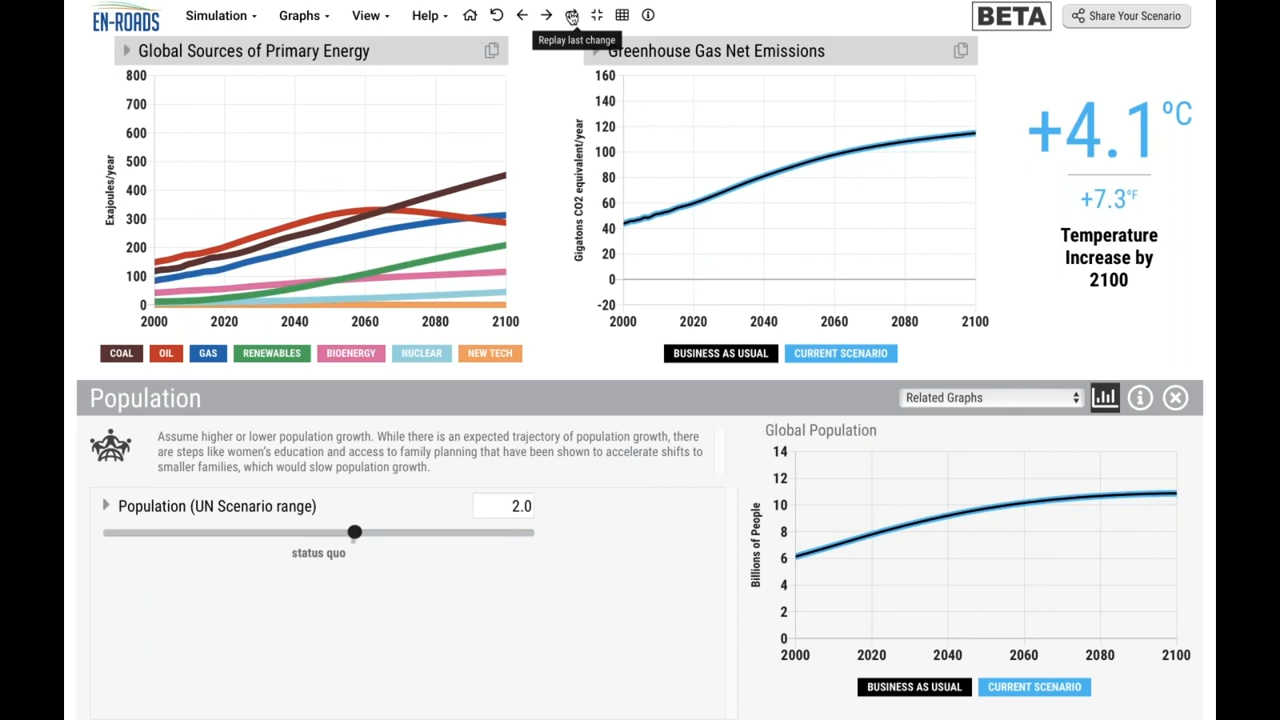 EN-ROADS
Simulation
Graphs
View
Help
BETA
Share Your Scenario
Replay last change
Global Sources of Primary Energy
Greenhouse Gas Net Emissions
Exajoules/year
800
700
600
500
400
300
200
100
0
2000 2020 2040 2060 2080 2100
COAL OIL GAS RENEWABLES BIOENERGY NUCLEAR NEW TECH
Gigatons CO2 equivalent/year
160
140
120
100
80
60
40
20
0
-20
2000 2020 2040 2060 2080 2100
BUSINESS AS USUAL CURRENT SCENARIO
+4.1 ºC
+7.3 ºF
Temperature
Increase by
2100
Population
Related Graphs
Assume higher or lower population growth. While there is an expected trajectory of population growth, there
are steps like women's education and access to family planning that have been shown to accelerate shifts to
smaller families, which would slow population growth.
Population (UN Scenario range) 2.0
status quo
Global Population
Billions of People
14
12
10
8
6
4
2
0
2000 2020 2040 2060 2080 2100
BUSINESS AS USUAL CURRENT SCENARIO